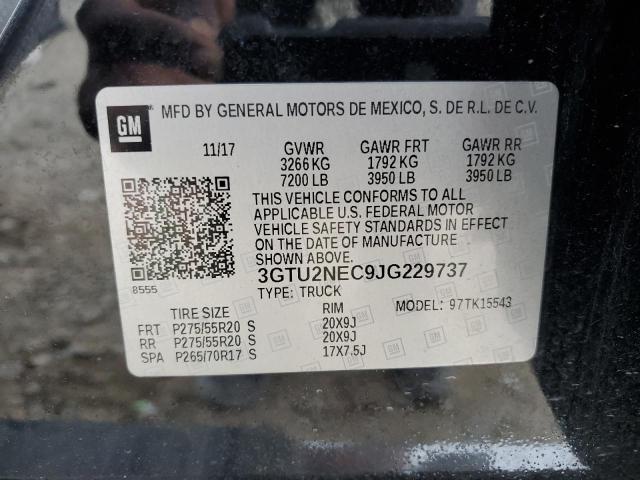 GM MFD BY GENERAL MOTORS DE MEXICO, S. DE R.L. DE C.V.
11/17 GVWR GAWR FRT GAWR RR
3266 KG 1792 KG 1792 KG
7200 LB 3950 LB 3950 LB
THIS VEHICLE CONFORMS TO ALL
APPLICABLE U.S. FEDERAL MOTOR
VEHICLE SAFETY STANDARDS IN EFFECT
ON THE DATE OF MANUFACTURE
SHOWN ABOVE.
3GTU2NEC9JG229737
8555
TYPE: TRUCK
MODEL: 97TK15543
TIRE SIZE RIM
FRT P275/55R20 S 20X9J
RR P275/55R20 S 20X9J
SPA P265/70R17 S 17X7.5J